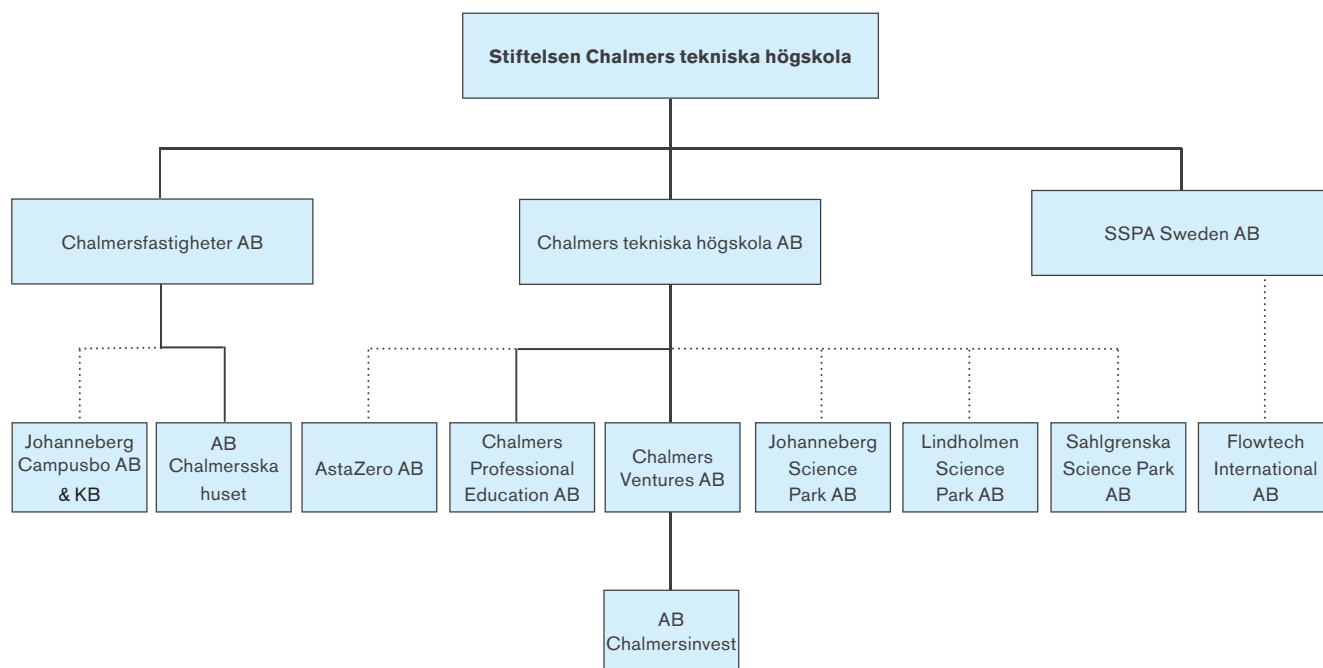 Stiftelsen Chalmers tekniska högskola
Chalmersfastigheter AB
Chalmers tekniska högskola AB
SSPA Sweden AB
Johanneberg
Campusbo AB
& KB
AB
Chalmersska
huset
AstaZero AB
Chalmers
Professional
Education AB
Chalmers
Ventures AB
Johanneberg
Science
Park AB
Lindholmen
Science
Park AB
Sahlgrenska
Science Park
AB
Flowtech
International
AB
AB
Chalmersinvest